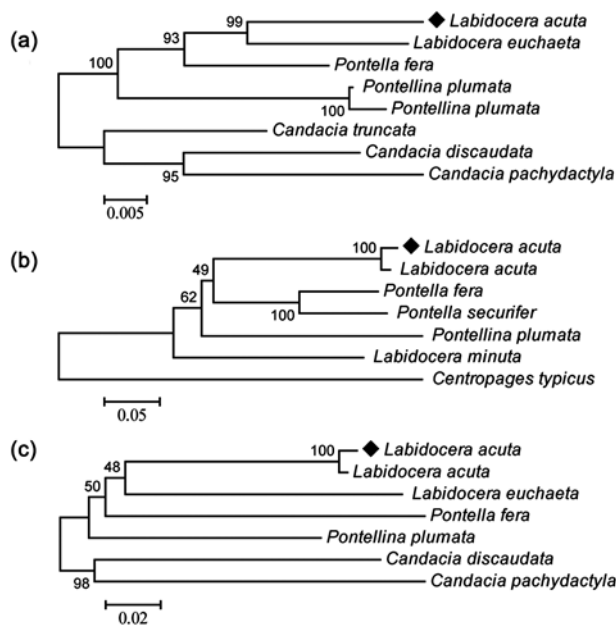 (a)
99
Labidocera acuta
93
Labidocera euchaeta
100
Pontella fera
Pontellina plumata
100
Pontellina plumata
Candacia truncata
Candacia discaudata
95
Candacia pachydactyla
0.005
(b)
100
Labidocera acuta
49
Labidocera acuta
62
Pontella fera
100
Pontella securifer
Pontellina plumata
Labidocera minuta
0.05
Centropages typicus
(c)
100
Labidocera acuta
48
Labidocera acuta
50
Labidocera euchaeta
Pontella fera
Pontellina plumata
Candacia discaudata
98
Candacia pachydactyla
0.02